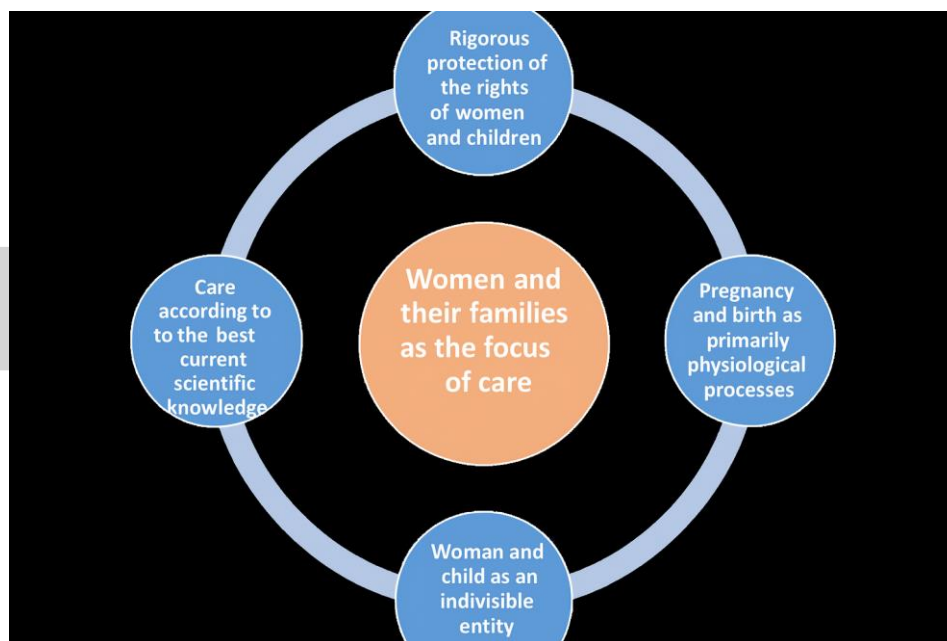 Rigorous
protection of
the rights
of women
and children
Women and
their families
as the focus
of care
Care
according to
to the best
current
scientific
knowledge
Pregnancy
and birth as
primarily
physiological
processes
Woman and
child as an
indivisible
entity